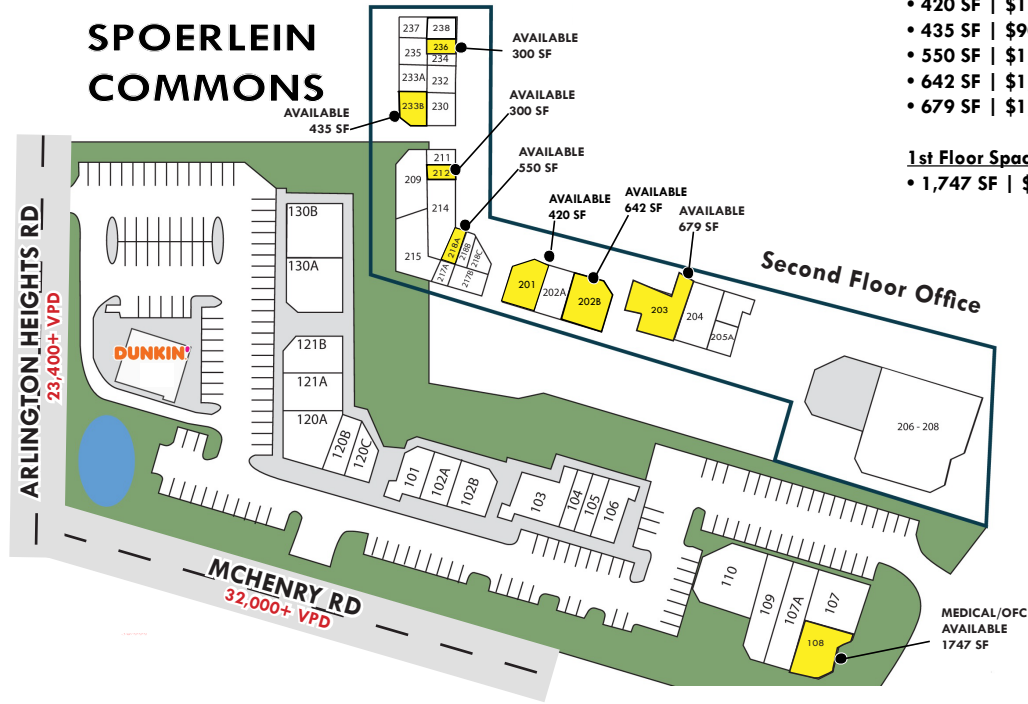 SPOERLEIN
COMMONS
• 420 SF | $1
• 435 SF | $9
• 550 SF | $1
• 642 SF | $1
• 679 SF | $1
1st Floor Spac
• 1,747 SF | $
237
238
235
236
234
233A
232
233B
230
AVAILABLE
300 SF
AVAILABLE
435 SF
AVAILABLE
300 SF
211
212
209
214
215
AVAILABLE
550 SF
218A
218B
218C
217A
217B
AVAILABLE
420 SF
AVAILABLE
642 SF
AVAILABLE
679 SF
201
202A
202B
203
204
205A
Second Floor Office
206 - 208
130B
130A
121B
121A
120A
120B
120C
DUNKIN'
ARLINGTON HEIGHTS RD
23,400+ VPD
101
102A
102B
103
104
105
106
110
109
107A
107
108
MCHENRY RD
32,000+ VPD
MEDICAL/OFC
AVAILABLE
1747 SF